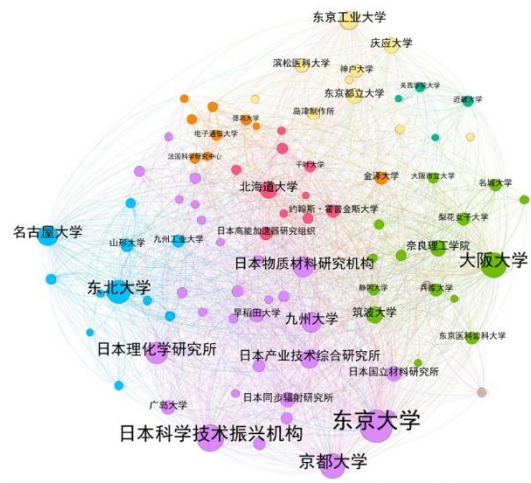 东京工业大学
庆应大学
滨松医科大学
神户大学
东京都立大学
关西学院大学
近畿大学
岛津制作所
德岛大学
电子通信大学
法国科学研究中心
千叶大学
北海道大学
金泽大学
大阪市立大学
名城大学
约翰斯·霍普金斯大学
梨花女子大学
名古屋大学
山形大学
九州工业大学
日本高能加速器研究组织
奈良理工学院
日本物质材料研究机构
大阪大学
东北大学
静冈大学
兵库大学
早稻田大学
九州大学
筑波大学
东京医科齿科大学
日本理化学研究所
日本产业技术综合研究所
日本国立材料研究所
广岛大学
日本同步辐射研究所
东京大学
日本科学技术振兴机构
京都大学